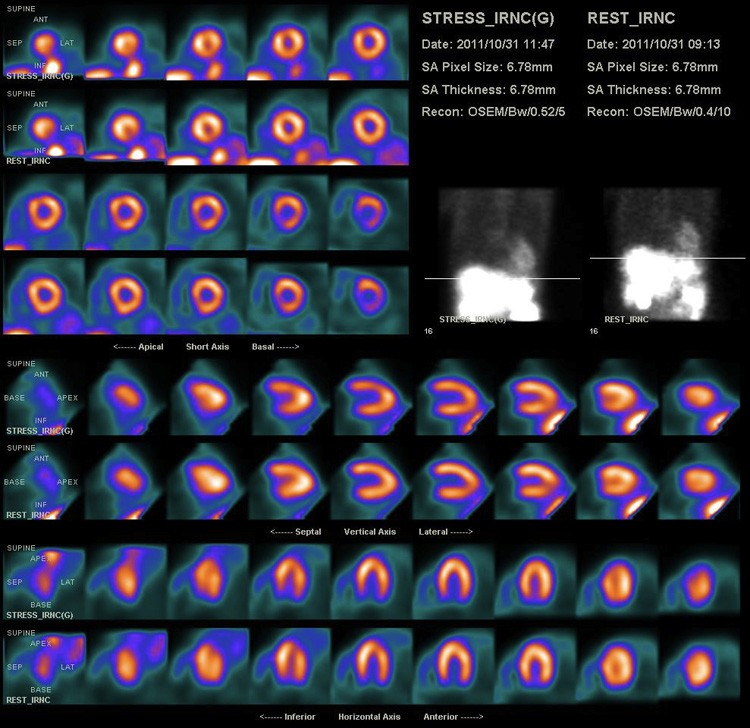 SUPINE
ANT
SEP LAT
INF
STRESS_IRNC(G)
SUPINE
ANT
SEP LAT
INF
REST_IRNC
<------ Apical Short Axis Basal ------>
STRESS_IRNC(G)
Date: 2011/10/31 11:47
SA Pixel Size: 6.78mm
SA Thickness: 6.78mm
Recon: OSEM/Bw/0.52/5
REST_IRNC
Date: 2011/10/31 09:13
SA Pixel Size: 6.78mm
SA Thickness: 6.78mm
Recon: OSEM/Bw/0.4/10
STRESS_IRNC(G)
16
REST_IRNC
16
SUPINE
ANT
BASE APEX
INF
STRESS_IRNC(G)
SUPINE
ANT
BASE APEX
INF
REST_IRNC
<------ Septal Vertical Axis Lateral ------>
SUPINE
APEX
SEP LAT
BASE
STRESS_IRNC(G)
SUPINE
APEX
SEP LAT
BASE
REST_IRNC
<------ Inferior Horizontal Axis Anterior ------>